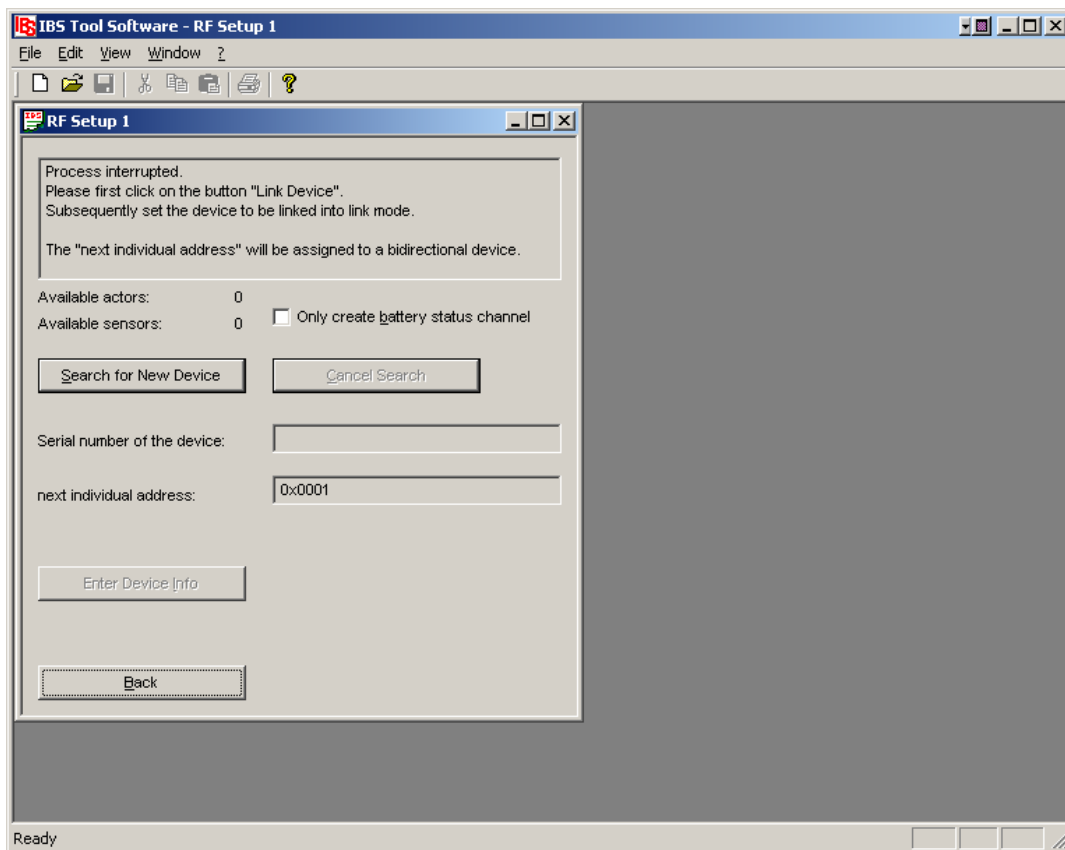 IBS IBS Tool Software - RF Setup 1
File Edit View Window ?
IBS RF Setup 1
Process interrupted.
Please first click on the button "Link Device".
Subsequently set the device to be linked into link mode.
The "next individual address" will be assigned to a bidirectional device.
Available actors: 0
Available sensors: 0
Only create battery status channel
Search for New Device
Cancel Search
Serial number of the device:
next individual address: 0x0001
Enter Device Info
Back
Ready